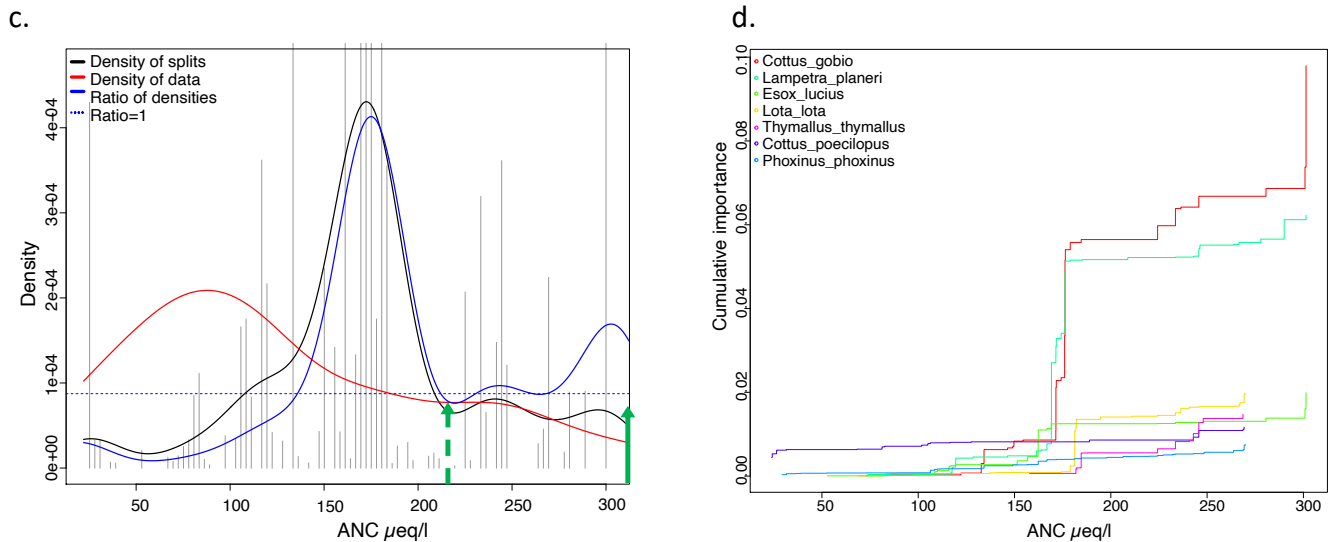 c.
Density of splits
Density of data
Ratio of densities
Ratio=1
Density
0e+00
1e-04
2e-04
3e-04
4e-04
50
100
150
200
250
300
ANC µeq/l
d.
Cottus_gobio
Lampetra_planeri
Esox_lucius
Lota_lota
Thymallus_thymallus
Cottus_poecilopus
Phoxinus_phoxinus
Cumulative importance
0.00
0.02
0.04
0.06
0.08
0.10
50
100
150
200
250
300
ANC µeq/l